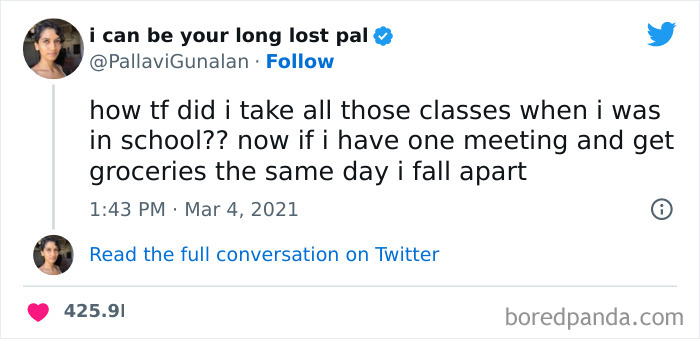 i can be your long lost pal
@PallaviGunalan · Follow
how tf did i take all those classes when i was
in school?? now if i have one meeting and get
groceries the same day i fall apart
1:43 PM · Mar 4, 2021
Read the full conversation on Twitter
425.9
boredpanda.com